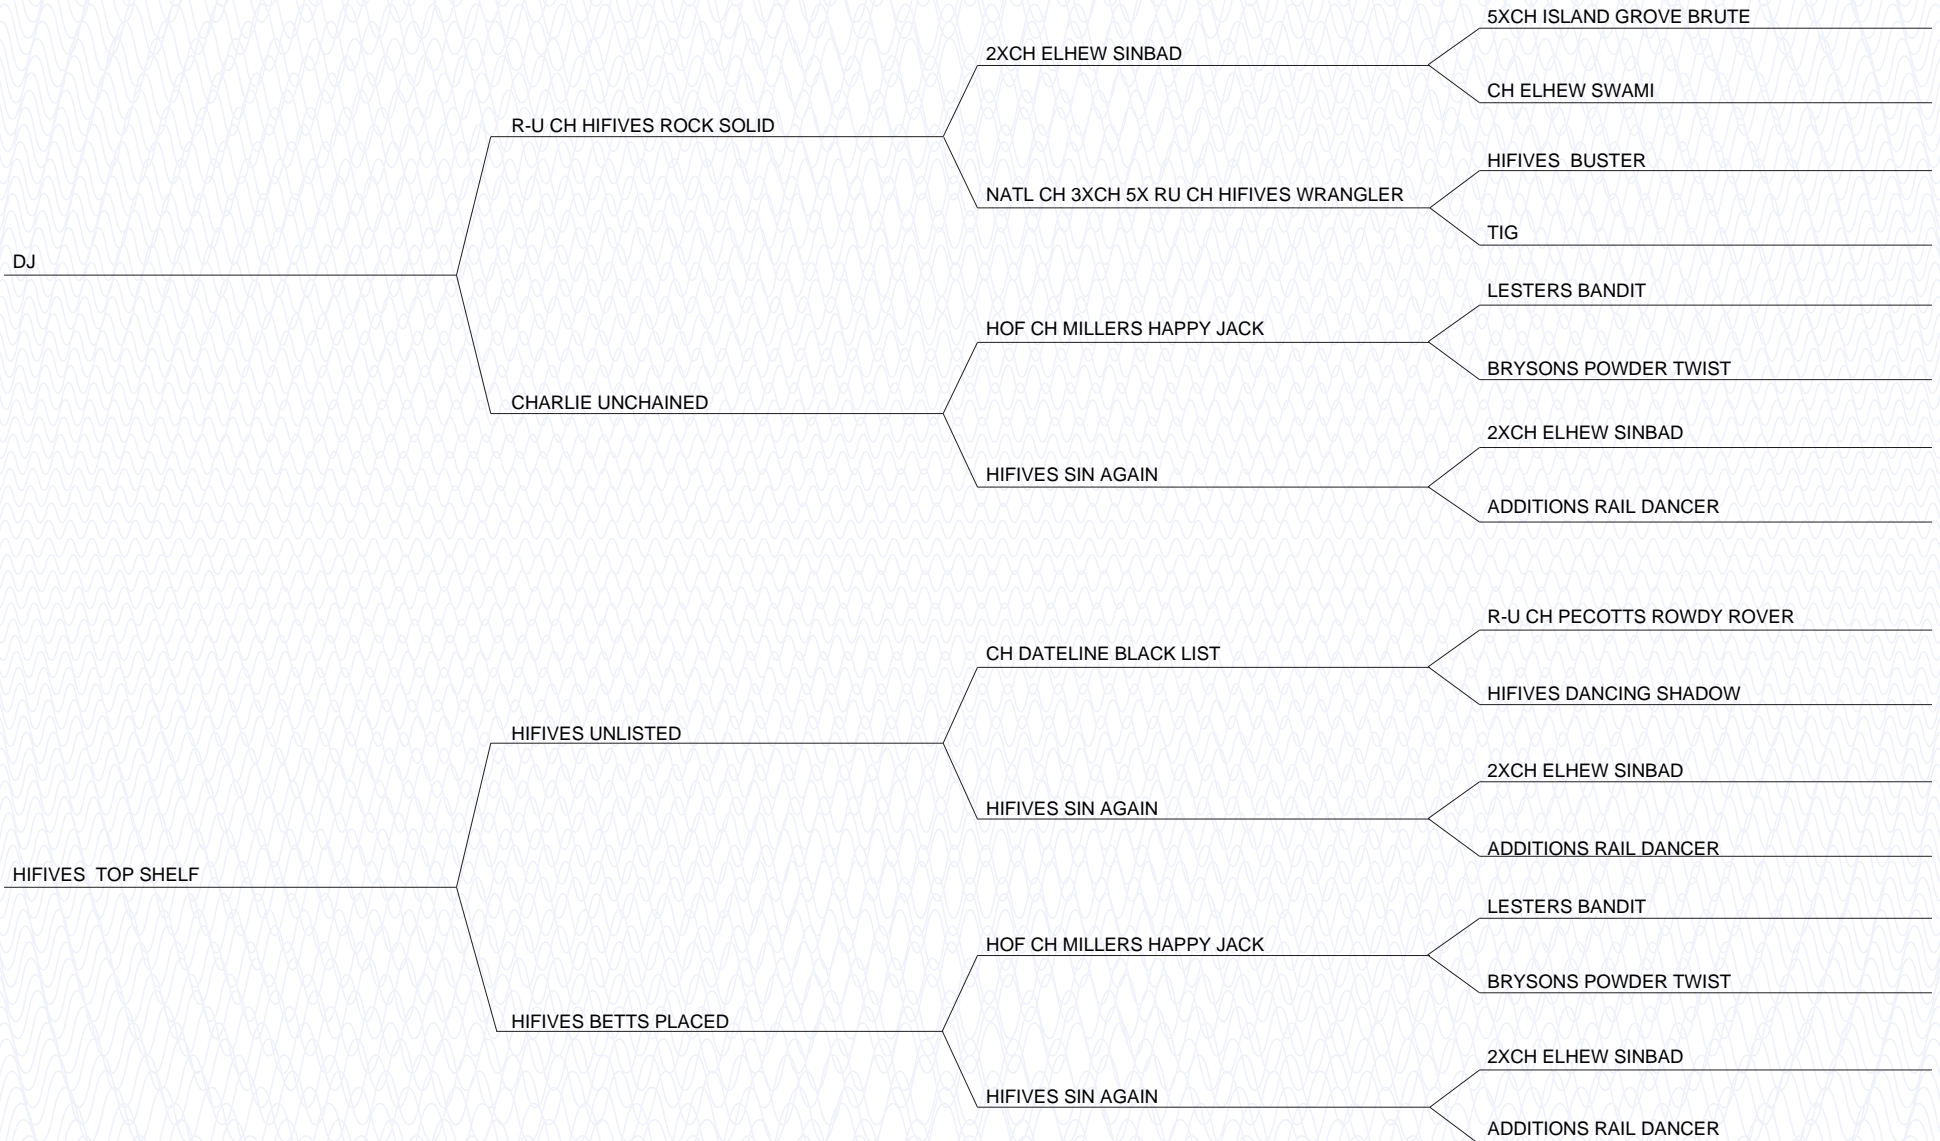 5XCH ISLAND GROVE BRUTE
2XCH ELHEW SINBAD
CH ELHEW SWAMI
R-U CH HIFIVES ROCK SOLID
HIFIVES  BUSTER
NATL CH 3XCH 5X RU CH HIFIVES WRANGLER
TIG
DJ
LESTERS BANDIT
HOF CH MILLERS HAPPY JACK
BRYSONS POWDER TWIST
CHARLIE UNCHAINED
2XCH ELHEW SINBAD
HIFIVES SIN AGAIN
ADDITIONS RAIL DANCER
R-U CH PECOTTS ROWDY ROVER
CH DATELINE BLACK LIST
HIFIVES DANCING SHADOW
HIFIVES UNLISTED
2XCH ELHEW SINBAD
HIFIVES SIN AGAIN
ADDITIONS RAIL DANCER
HIFIVES  TOP SHELF
LESTERS BANDIT
HOF CH MILLERS HAPPY JACK
BRYSONS POWDER TWIST
HIFIVES BETTS PLACED
2XCH ELHEW SINBAD
HIFIVES SIN AGAIN
ADDITIONS RAIL DANCER